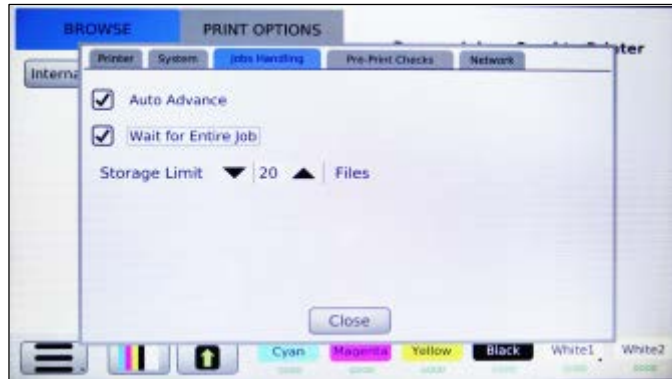 BROWSE PRINT OPTIONS
Printer System Jobs Handling Pre-Print Checks Network
Interna
Auto Advance
Wait for Entire Job
Storage Limit 20 Files
Close
Cyan Magenta Yellow Black White1 White2